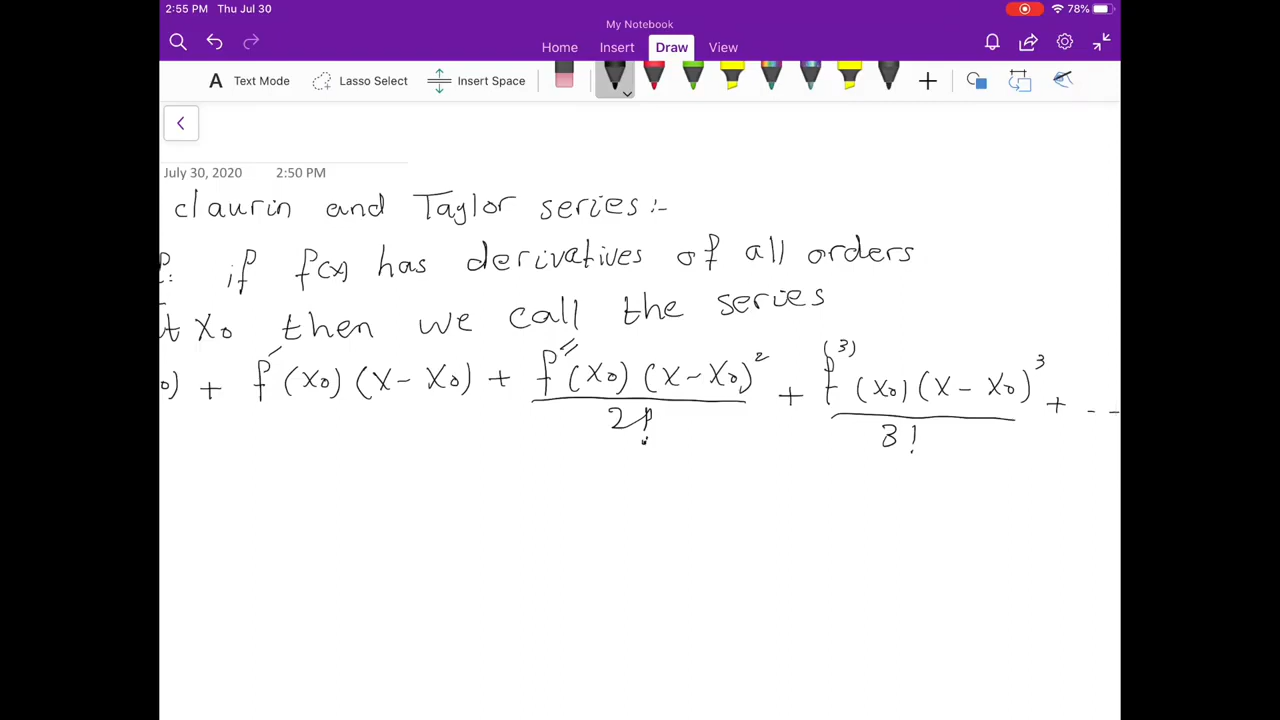 2:55 PM Thu Jul 30
78%
My Notebook
Home Insert Draw View
A Text Mode Lasso Select Insert Space
July 30, 2020 2:50 PM
claurin and Taylor series:-
if f(x) has derivatives of all orders
t x₀ then we call the series
₀) + f′(x₀)(x-x₀) + f″(x₀)(x-x₀)²/2! + f⁽³⁾(x₀)(x-x₀)³/3! + --